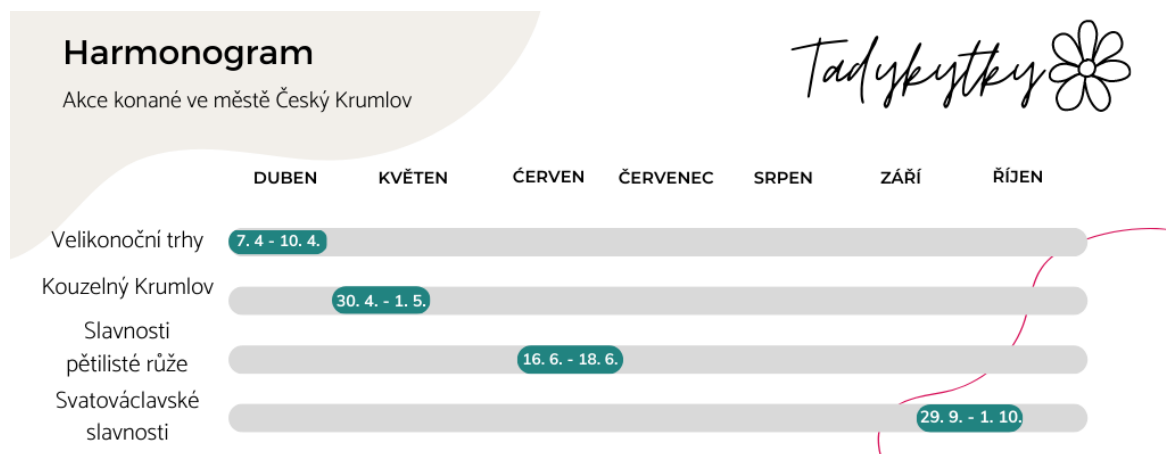 Harmonogram
Tadykytky
Akce konané ve městě Český Krumlov
DUBEN KVĚTEN ĆERVEN ČERVENEC SRPEN ZÁŘÍ ŘÍJEN
Velikonoční trhy 7. 4 - 10. 4.
Kouzelný Krumlov 30. 4. - 1. 5.
Slavnosti
pětilisté růže 16. 6. - 18. 6.
Svatováclavské
slavnosti 29. 9. - 1. 10.